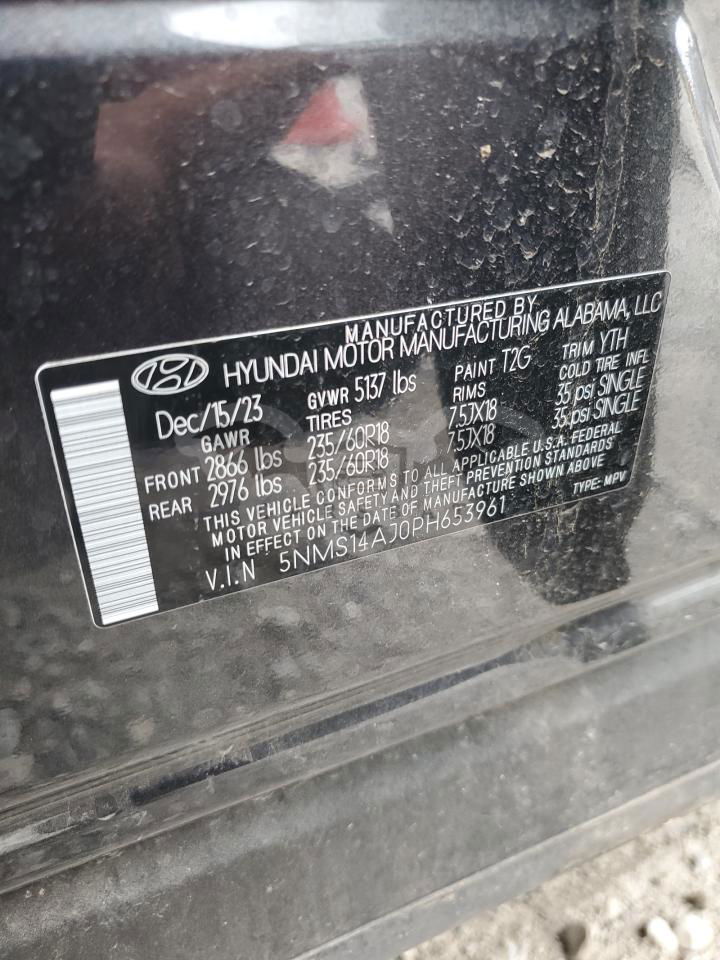 MANUFACTURED BY
HYUNDAI MOTOR MANUFACTURING ALABAMA, LLC
Dec/15/23 GVWR 5137 lbs PAINT T2G TRIM YTH
GAWR TIRES RIMS COLD TIRE INFL
FRONT 2866 lbs 235/60R18 7.5JX18 35 psi SINGLE
REAR 2976 lbs 235/60R18 7.5JX18 35 psi SINGLE
THIS VEHICLE CONFORMS TO ALL APPLICABLE U.S.A. FEDERAL
MOTOR VEHICLE SAFETY AND THEFT PREVENTION STANDARDS
IN EFFECT ON THE DATE OF MANUFACTURE SHOWN ABOVE
V.I.N 5NMS14AJ0PH653961 TYPE: MPV